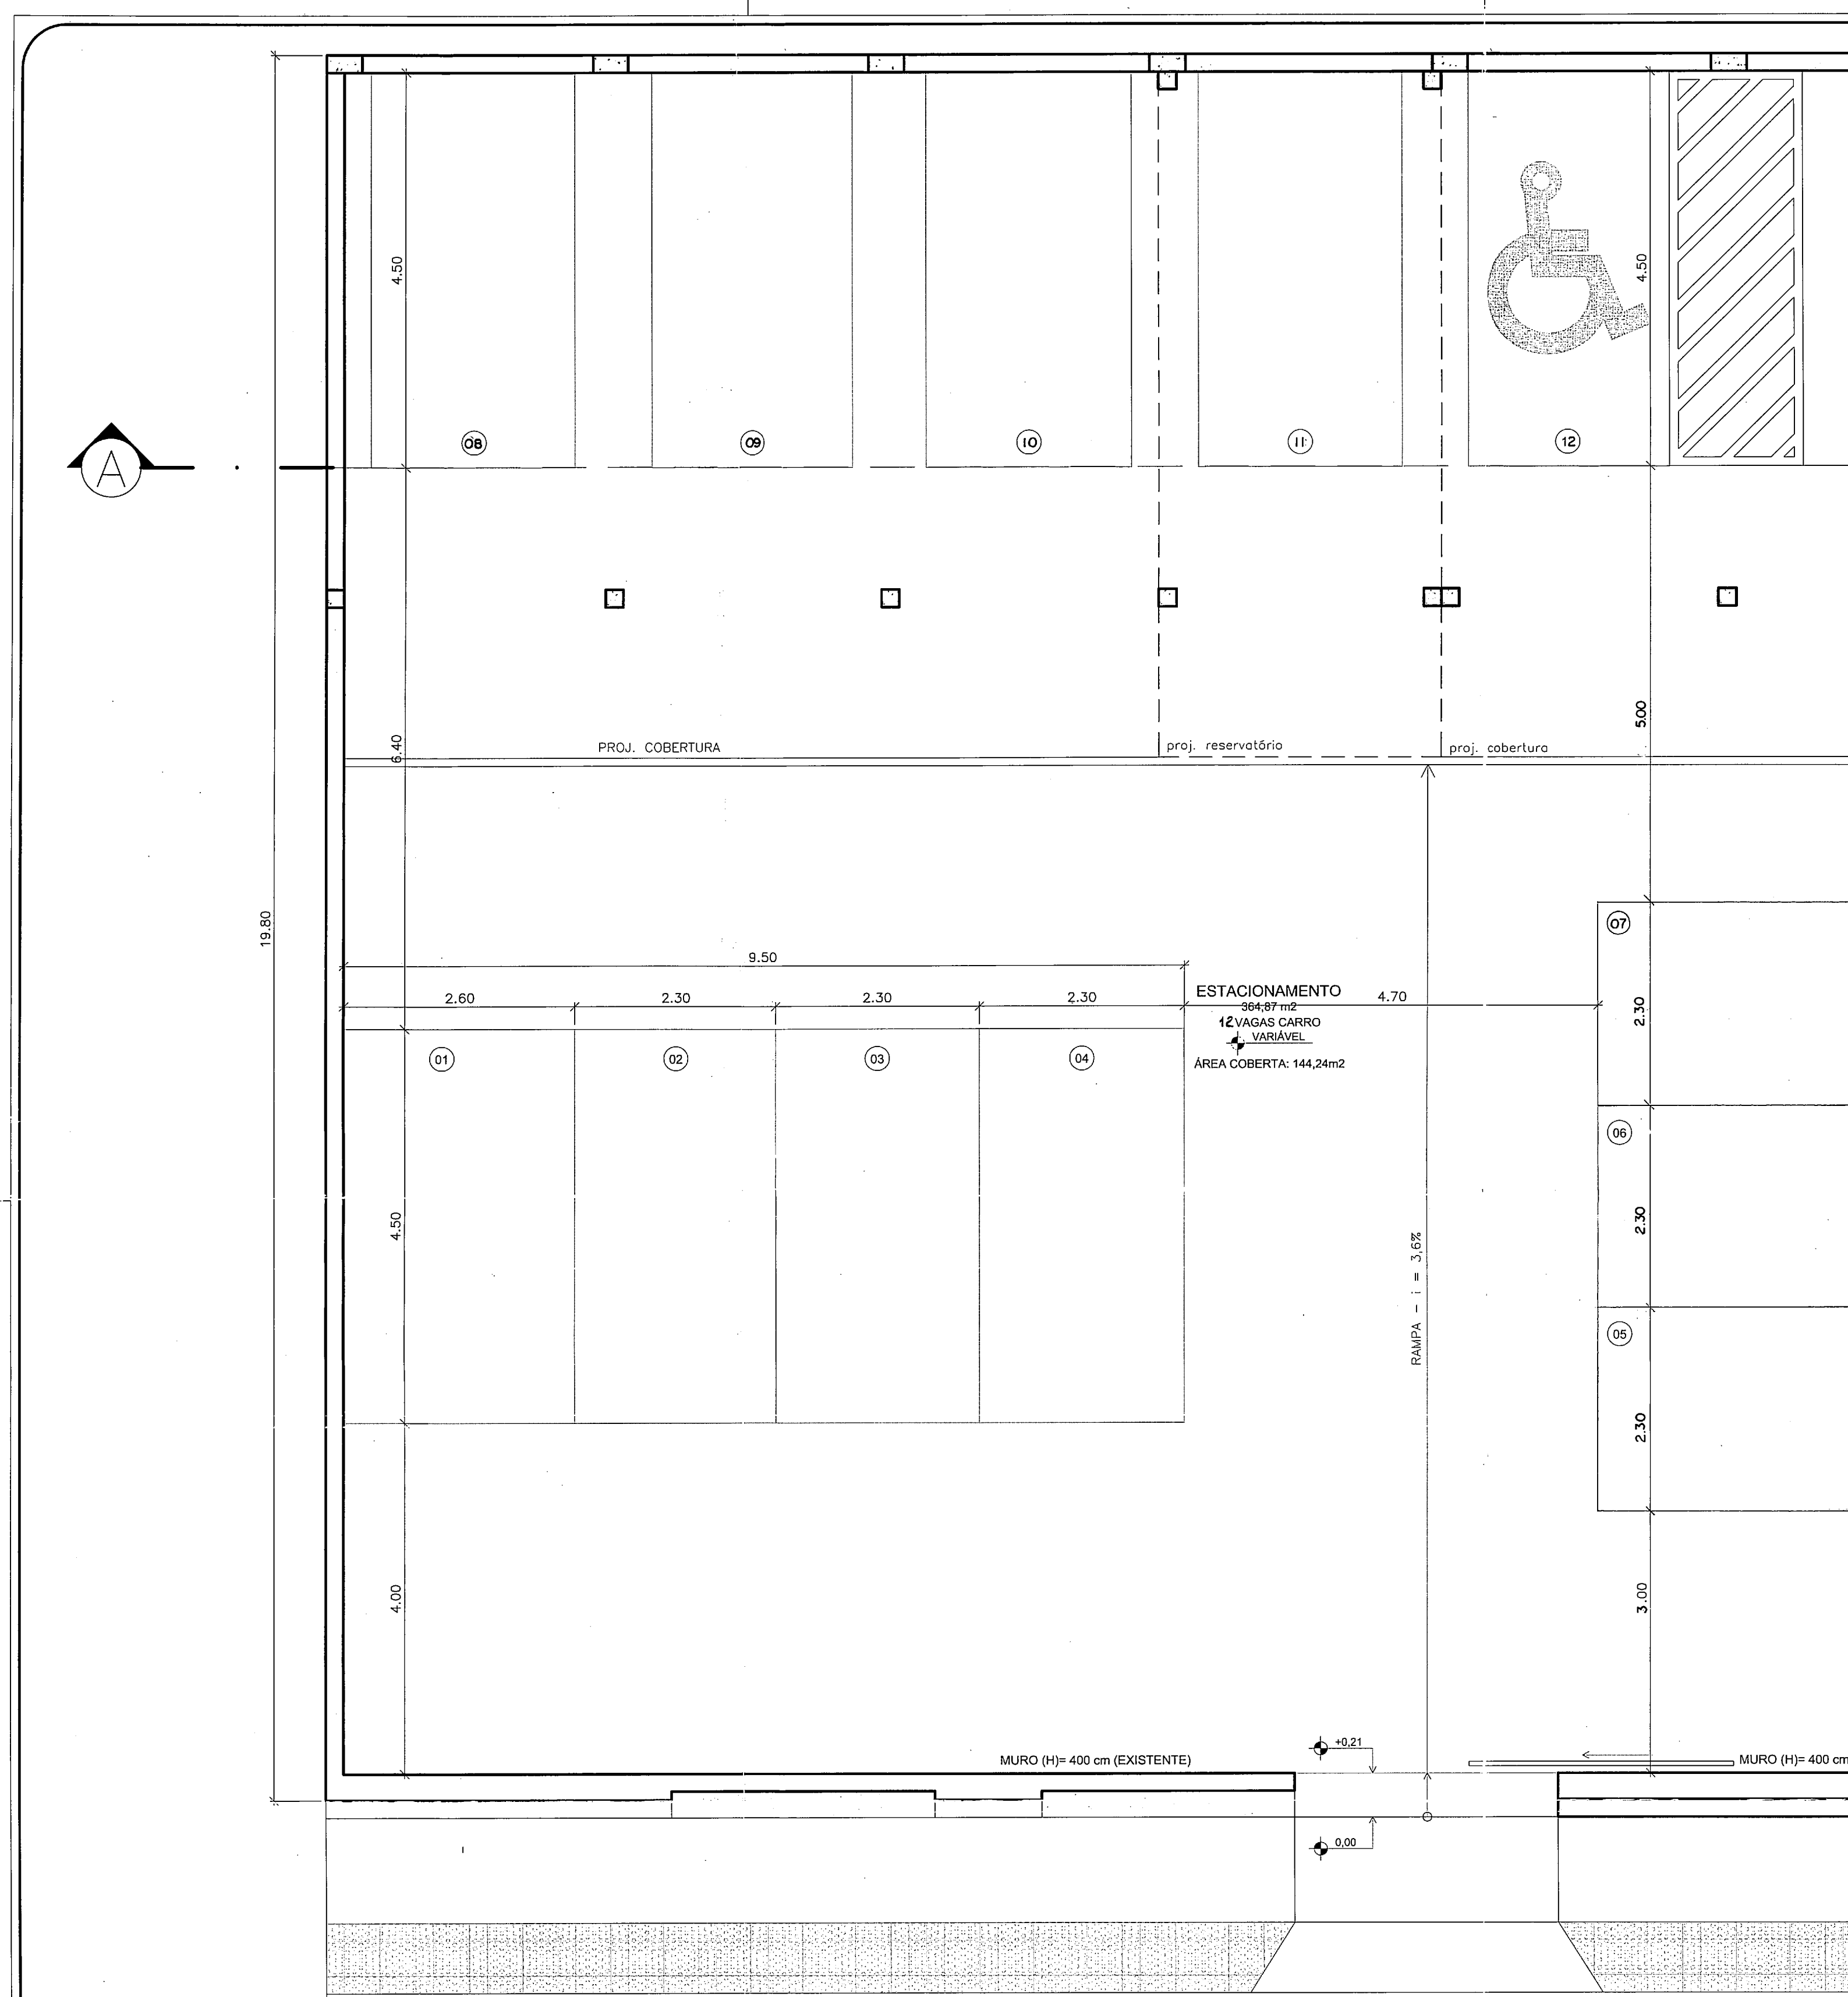 4.50
4.50
08
09
10
11
12
A
6.40
5.00
PROJ. COBERTURA
proj. reservatório
proj. cobertura
19.80
07
9.50
2.60
2.30
2.30
2.30
ESTACIONAMENTO
4.70
364,87 m2
12 VAGAS CARRO
VARIÁVEL
ÁREA COBERTA: 144,24m2
2.30
01
02
03
04
06
4.50
2.30
RAMPA - i = 3,6%
05
2.30
4.00
3.00
+0,21
MURO (H)= 400 cm (EXISTENTE)
MURO (H)= 400 cm
0,00